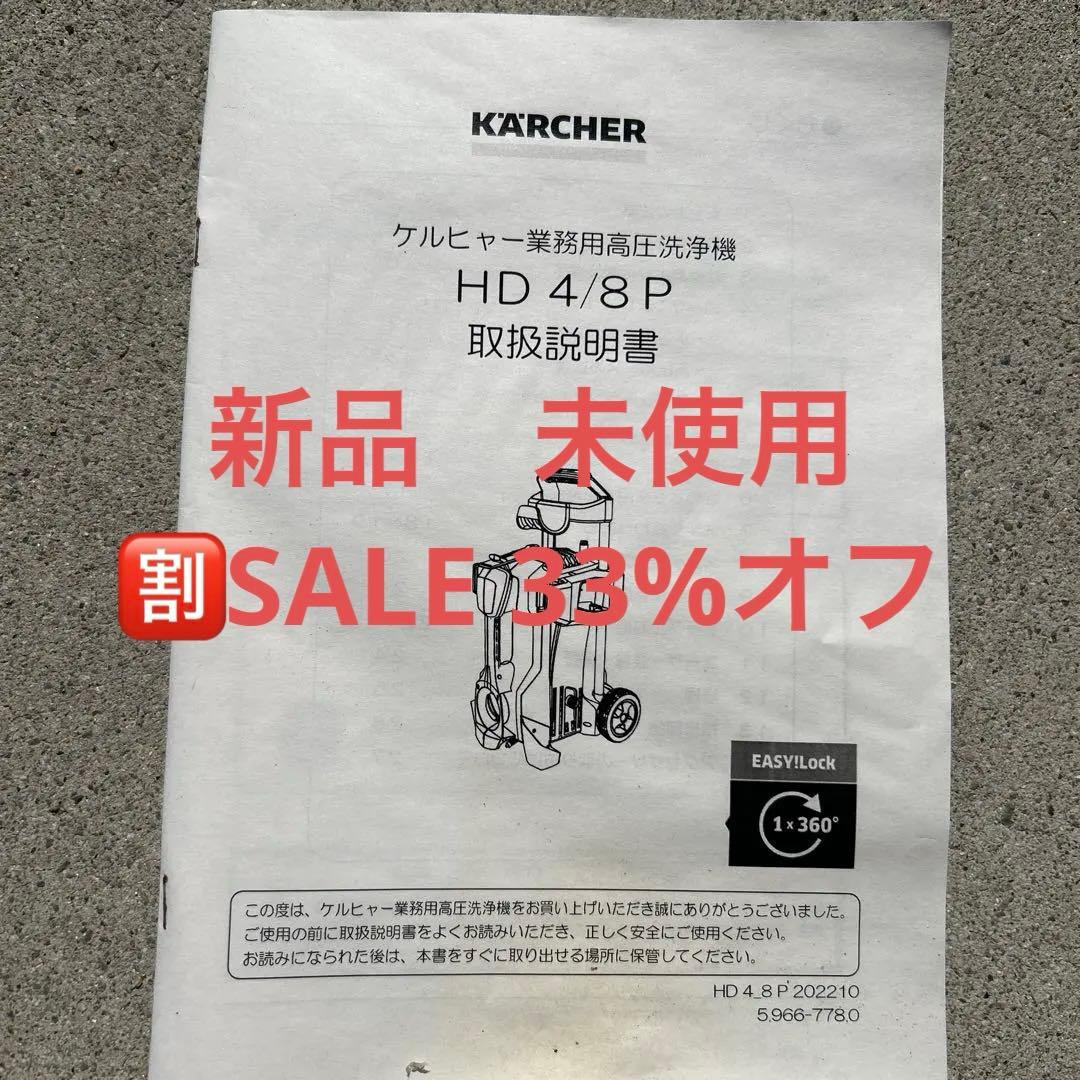 KÄRCHER
ケルヒャー業務用高圧洗浄機
HD 4/8 P
取扱説明書
新品　未使用
割SALE 33%オフ
EASY!Lock
1 x 360°
この度は、ケルヒャー業務用高圧洗浄機をお買い上げいただき誠にありがとうございました。
ご使用の前に取扱説明書をよくお読みいただき、正しく安全にご使用ください。
お読みになられた後は、本書をすぐに取り出せる場所に保管してください。
HD 4_8 P 202210
5.966-778.0